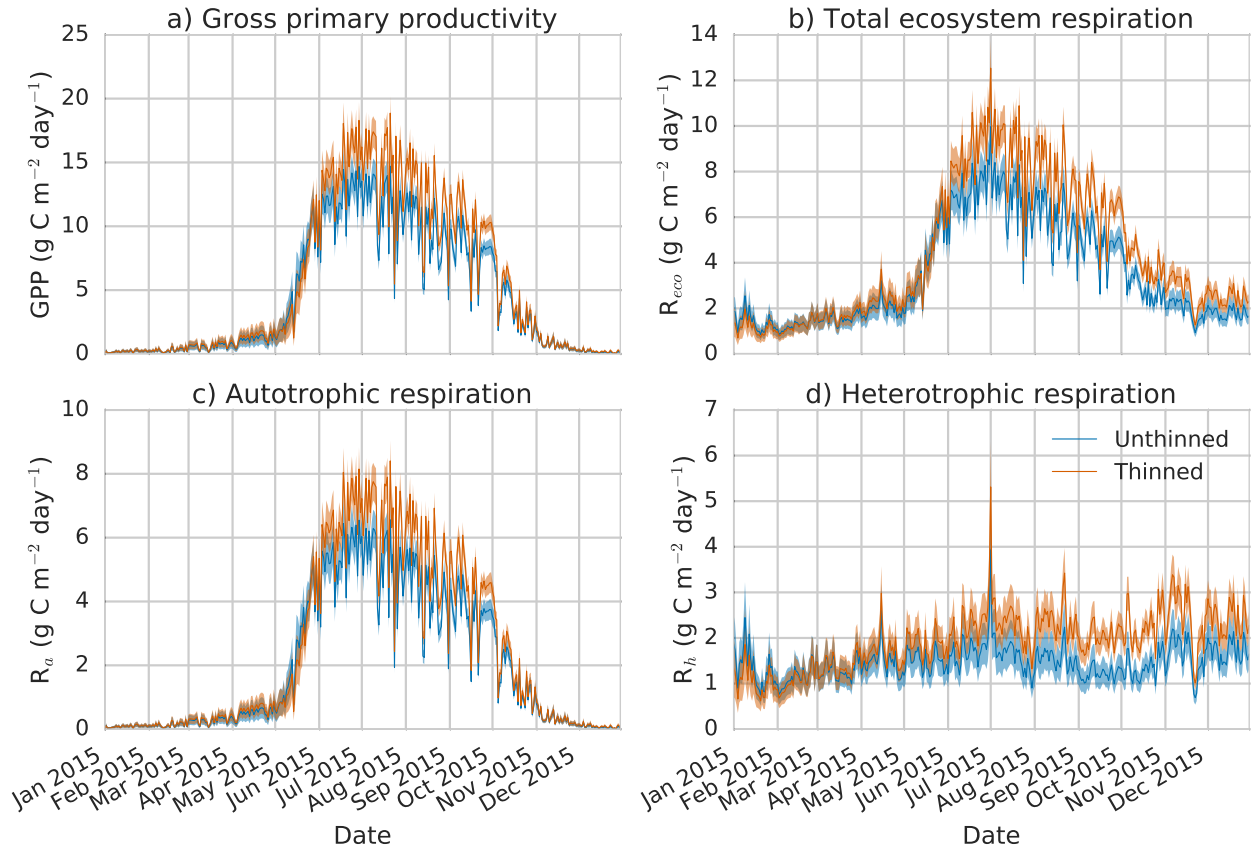 a) Gross primary productivity
25
20
15
10
5
0
GPP (g C m⁻² day⁻¹)
b) Total ecosystem respiration
14
12
10
8
6
4
2
0
R_eco (g C m⁻² day⁻¹)
c) Autotrophic respiration
10
8
6
4
2
0
R_a (g C m⁻² day⁻¹)
Jan 2015
Feb 2015
Mar 2015
Apr 2015
May 2015
Jun 2015
Jul 2015
Aug 2015
Sep 2015
Oct 2015
Nov 2015
Dec 2015
Date
d) Heterotrophic respiration
7
6
5
4
3
2
1
0
R_h (g C m⁻² day⁻¹)
Unthinned
Thinned
Jan 2015
Feb 2015
Mar 2015
Apr 2015
May 2015
Jun 2015
Jul 2015
Aug 2015
Sep 2015
Oct 2015
Nov 2015
Dec 2015
Date